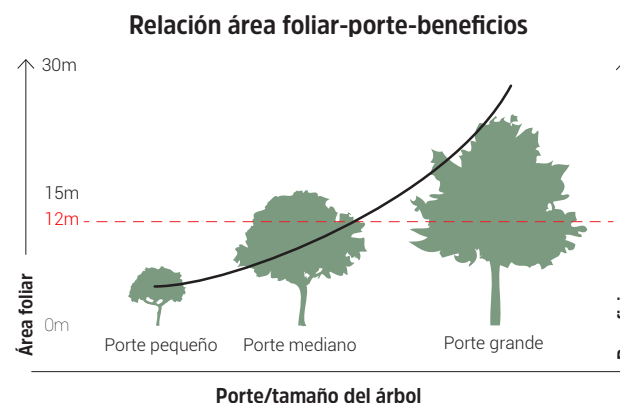 Relación área foliar-porte-beneficios
30m
15m
12m
0m
Área foliar
Porte pequeño
Porte mediano
Porte grande
Porte/tamaño del árbol